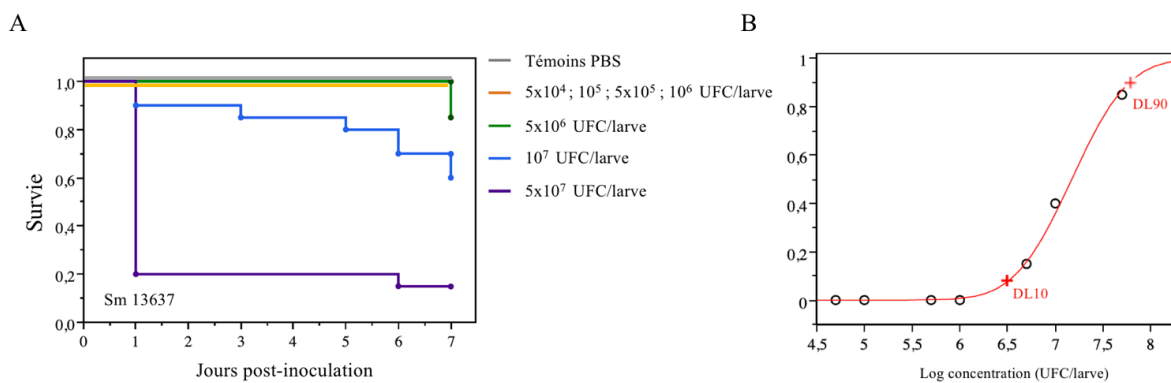 A
B
Témoins PBS
5x10⁴ ; 10⁵ ; 5x10⁵ ; 10⁶ UFC/larve
5x10⁶ UFC/larve
10⁷ UFC/larve
5x10⁷ UFC/larve
Survie
1,0
0,8
0,6
0,4
0,2
0,0
Sm 13637
0 1 2 3 4 5 6 7
Jours post-inoculation
1
0,8
0,6
0,4
0,2
0
DL90
DL10
4,5 5 5,5 6 6,5 7 7,5 8
Log concentration (UFC/larve)